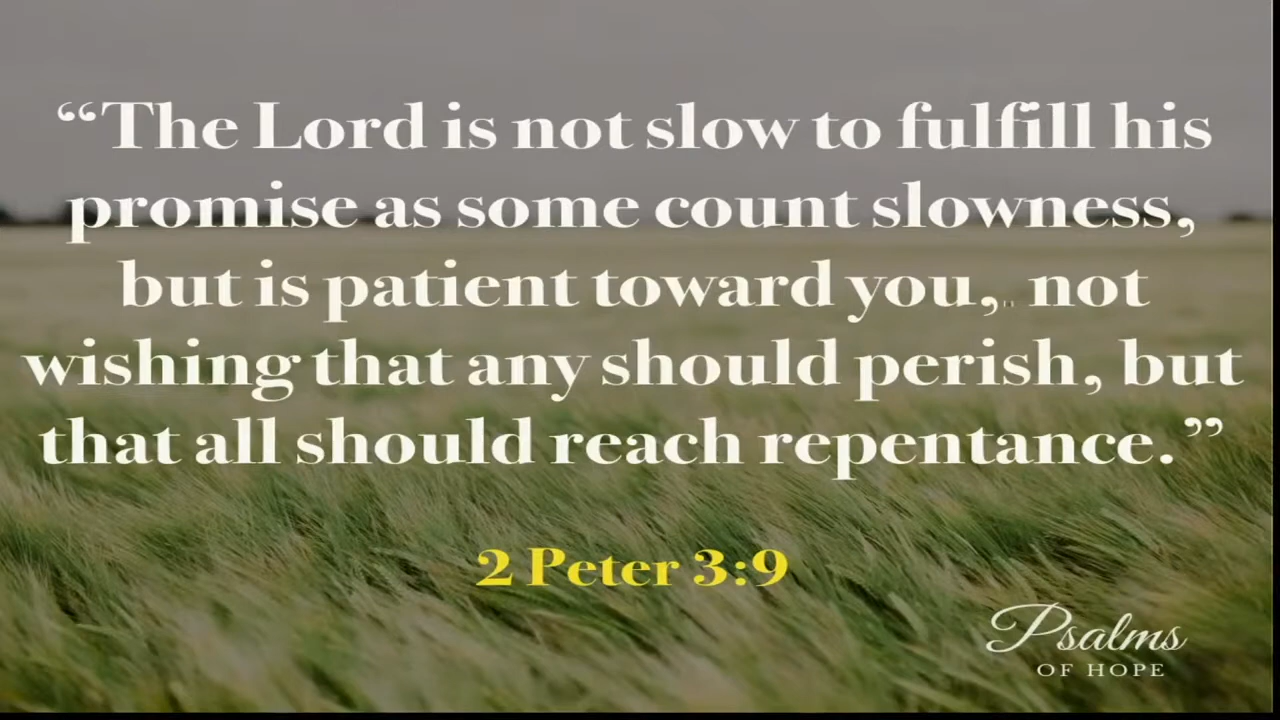 “The Lord is not slow to fulfill his
promise as some count slowness,
but is patient toward you,.. not
wishing that any should perish, but
that all should reach repentance.”
2 Peter 3:9
Psalms
OF HOPE